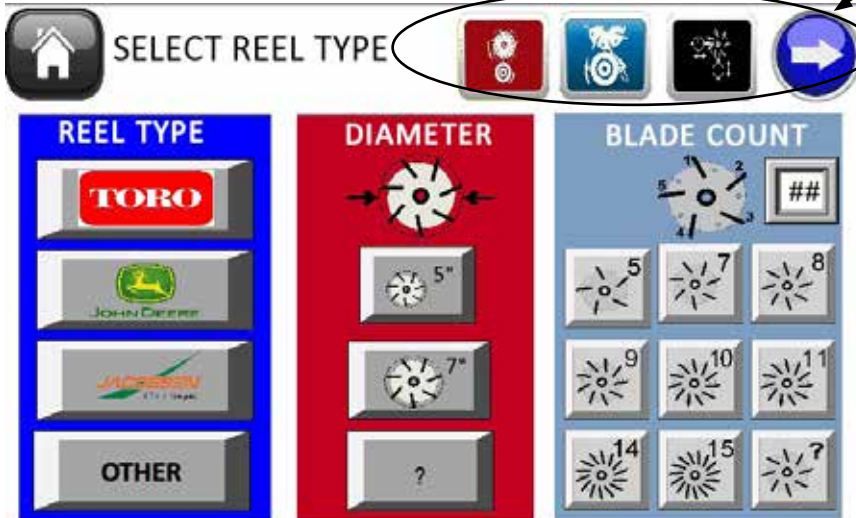 SELECT REEL TYPE
REEL TYPE
TORO
JOHN DEERE
JACOBSEN
OTHER
DIAMETER
5"
7"
?
BLADE COUNT
1 2 3 4 5
##
5 7 8
9 10 11
14 15 ?